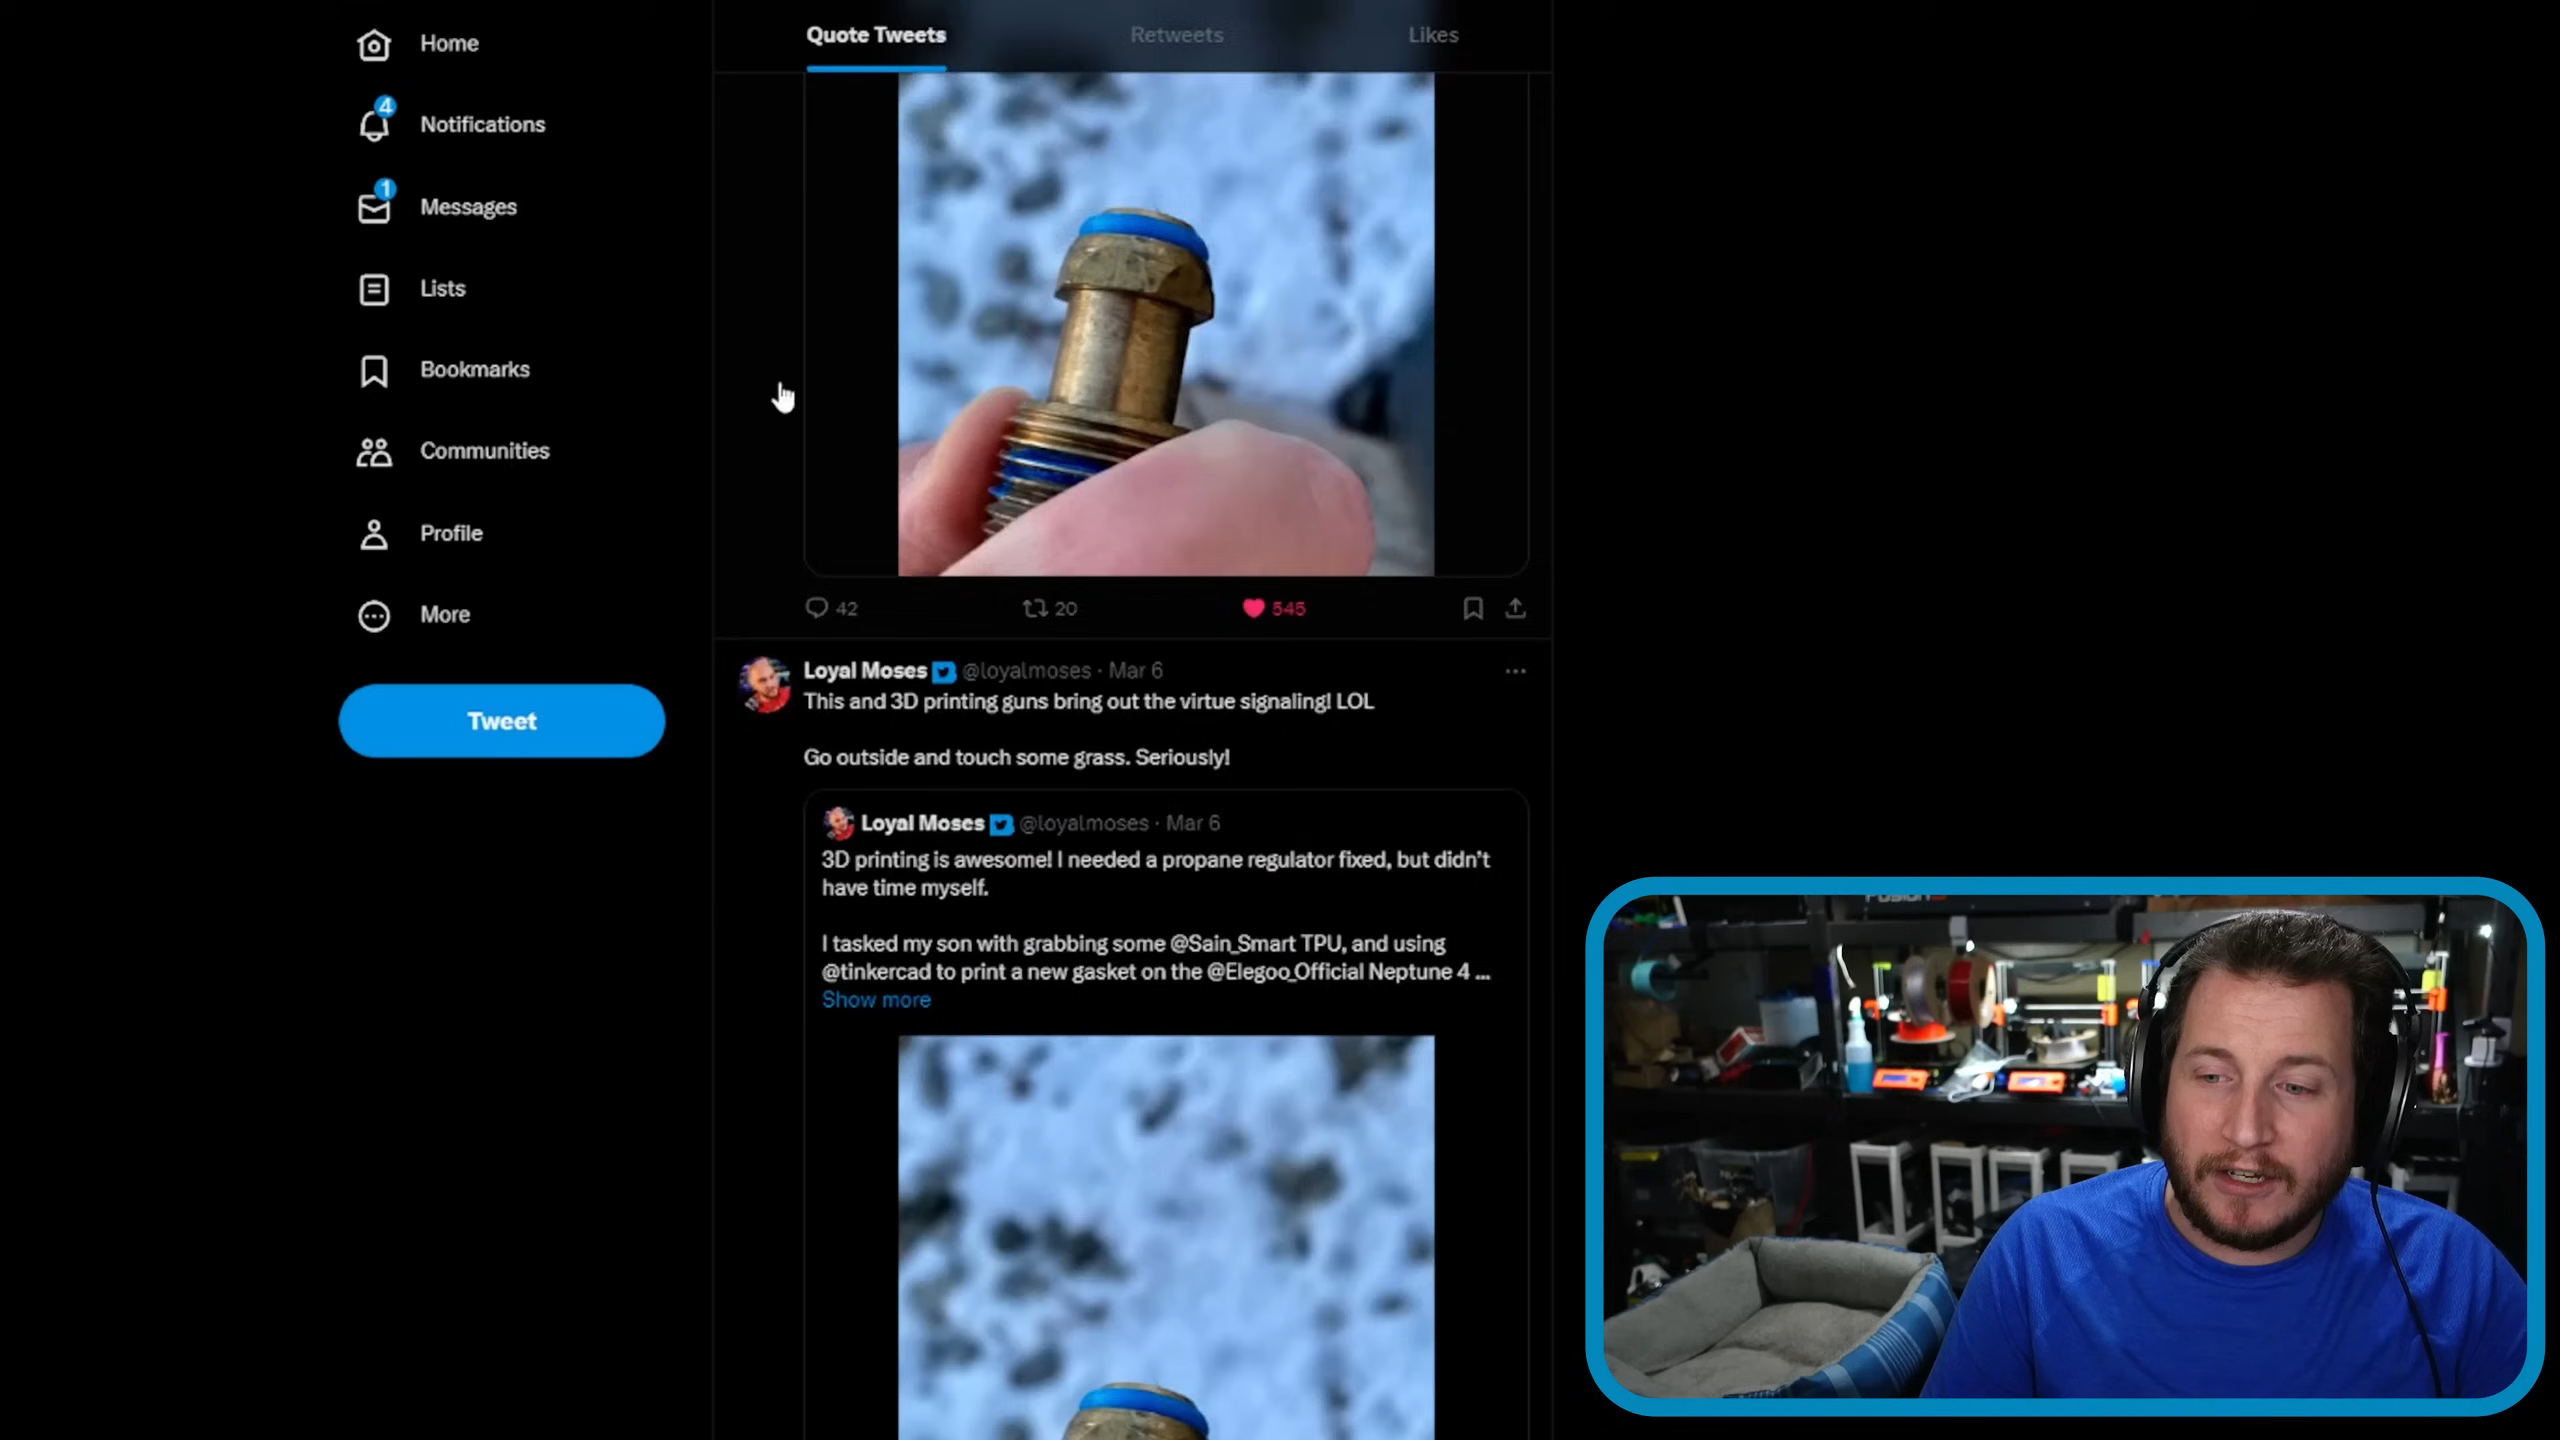 Home
4
Notifications
1
Messages
Lists
Bookmarks
Communities
Profile
More
Tweet
Quote Tweets
Retweets
Likes
42
20
545
Loyal Moses @loyalmoses · Mar 6
This and 3D printing guns bring out the virtue signaling! LOL
Go outside and touch some grass. Seriously!
Loyal Moses @loyalmoses · Mar 6
3D printing is awesome! I needed a propane regulator fixed, but didn't
have time myself.
I tasked my son with grabbing some @Sain_Smart TPU, and using
@tinkercad to print a new gasket on the @Elegoo_Official Neptune 4 ...
Show more